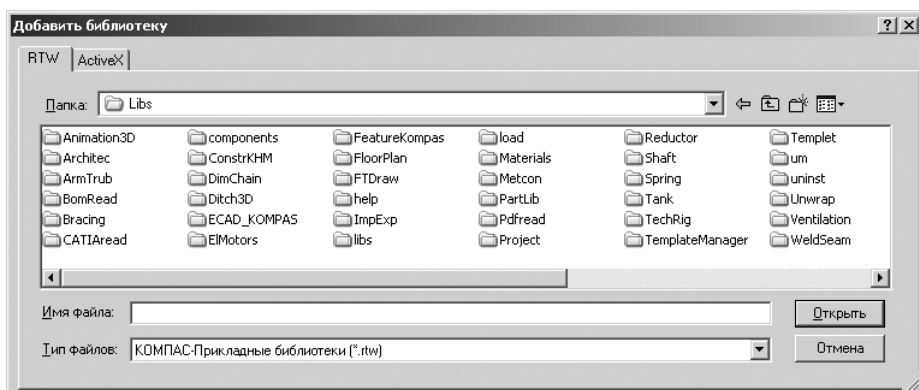 Добавить библиотеку
RTW ActiveX
Папка: Libs
Animation3D components FeatureKompas load Reductor Templet
Architec ConstrKHM FloorPlan Materials Shaft um
ArmTrub DimChain FTDraw Metcon Spring uninst
BomRead Ditch3D help PartLib Tank Unwrap
Bracing ECAD_KOMPAS ImpExp Pdfread TechRig Ventilation
CATIAread ElMotors libs Project TemplateManager WeldSeam
Имя файла: Открыть
Тип файлов: КОМПАС-Прикладные библиотеки (*.rtw) Отмена